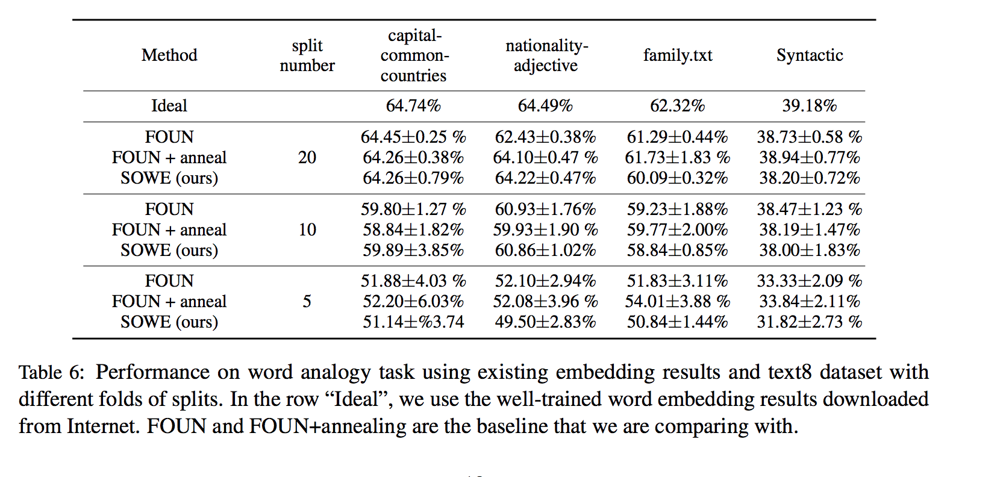 Method split number capital-common-countries nationality-adjective family.txt Syntactic
Ideal 64.74% 64.49% 62.32% 39.18%
FOUN 64.45±0.25 % 62.43±0.38% 61.29±0.44% 38.73±0.58 %
FOUN + anneal 20 64.26±0.38% 64.10±0.47 % 61.73±1.83 % 38.94±0.77%
SOWE (ours) 64.26±0.79% 64.22±0.47% 60.09±0.32% 38.20±0.72%
FOUN 59.80±1.27 % 60.93±1.76% 59.23±1.88% 38.47±1.23 %
FOUN + anneal 10 58.84±1.82% 59.93±1.90 % 59.77±2.00% 38.19±1.47%
SOWE (ours) 59.89±3.85% 60.86±1.02% 58.84±0.85% 38.00±1.83%
FOUN 51.88±4.03 % 52.10±2.94% 51.83±3.11% 33.33±2.09 %
FOUN + anneal 5 52.20±6.03% 52.08±3.96 % 54.01±3.88 % 33.84±2.11%
SOWE (ours) 51.14±%3.74 49.50±2.83% 50.84±1.44% 31.82±2.73 %
Table 6: Performance on word analogy task using existing embedding results and text8 dataset with
different folds of splits. In the row “Ideal”, we use the well-trained word embedding results downloaded
from Internet. FOUN and FOUN+annealing are the baseline that we are comparing with.